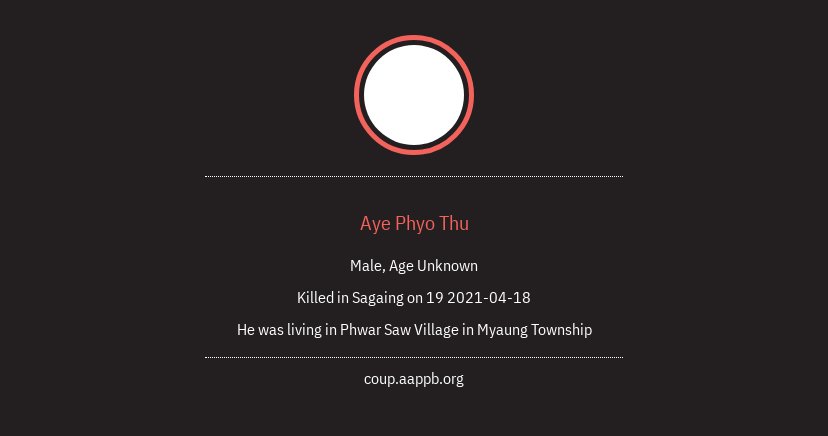 Aye Phyo Thu
Male, Age Unknown
Killed in Sagaing on 19 2021-04-18
He was living in Phwar Saw Village in Myaung Township
coup.aappb.org